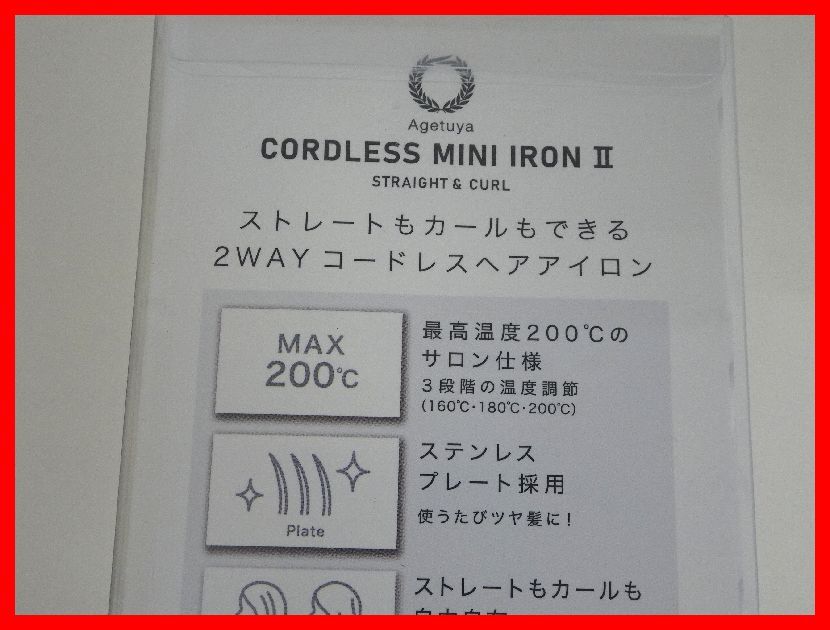 Agetuya
CORDLESS MINI IRON Ⅱ
STRAIGHT & CURL
ストレートもカールもできる
2WAYコードレスヘアアイロン
MAX
200℃
最高温度200℃の
サロン仕様
3段階の温度調節
(160℃・180℃・200℃)
Plate
ステンレス
プレート採用
使うたびツヤ髪に!
ストレートもカールも